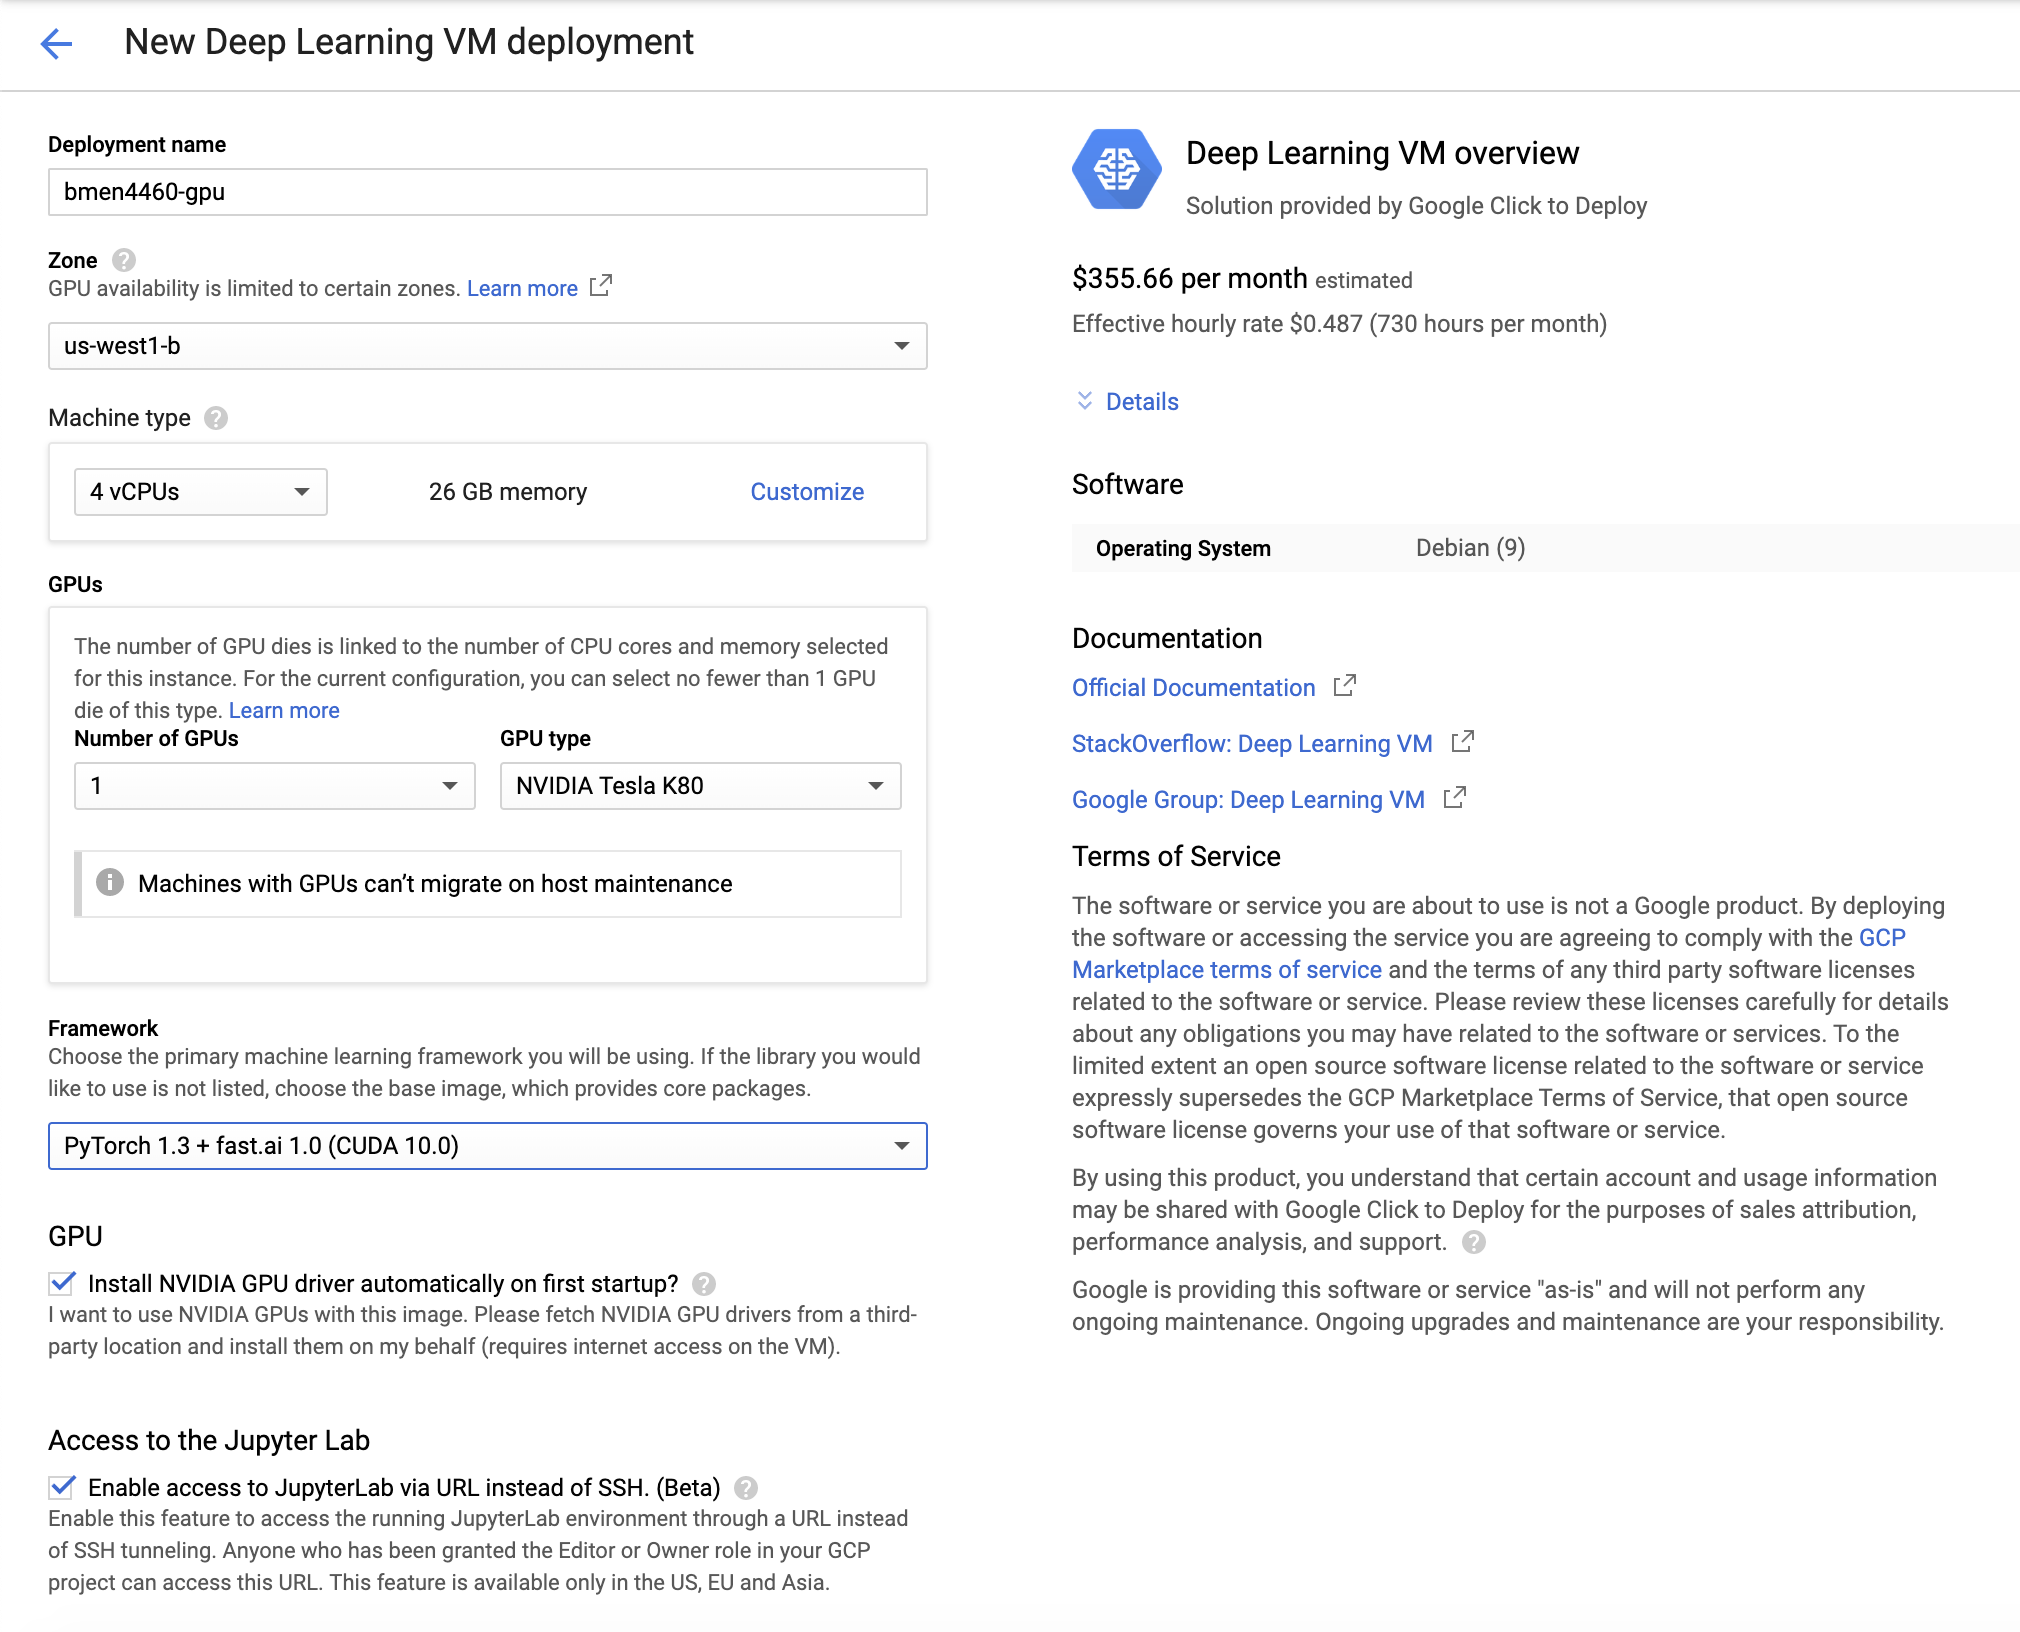 New Deep Learning VM deployment
Deployment name
bmen4460-gpu
Zone
GPU availability is limited to certain zones. Learn more
us-west1-b
Machine type
4 vCPUs
26 GB memory
Customize
GPUs
The number of GPU dies is linked to the number of CPU cores and memory selected
for this instance. For the current configuration, you can select no fewer than 1 GPU
die of this type. Learn more
Number of GPUs
GPU type
1
NVIDIA Tesla K80
Machines with GPUs can’t migrate on host maintenance
Framework
Choose the primary machine learning framework you will be using. If the library you would
like to use is not listed, choose the base image, which provides core packages.
PyTorch 1.3 + fast.ai 1.0 (CUDA 10.0)
GPU
Install NVIDIA GPU driver automatically on first startup?
I want to use NVIDIA GPUs with this image. Please fetch NVIDIA GPU drivers from a third-
party location and install them on my behalf (requires internet access on the VM).
Access to the Jupyter Lab
Enable access to JupyterLab via URL instead of SSH. (Beta)
Enable this feature to access the running JupyterLab environment through a URL instead
of SSH tunneling. Anyone who has been granted the Editor or Owner role in your GCP
project can access this URL. This feature is available only in the US, EU and Asia.
Deep Learning VM overview
Solution provided by Google Click to Deploy
$355.66 per month estimated
Effective hourly rate $0.487 (730 hours per month)
Details
Software
Operating System
Debian (9)
Documentation
Official Documentation
StackOverflow: Deep Learning VM
Google Group: Deep Learning VM
Terms of Service
The software or service you are about to use is not a Google product. By deploying
the software or accessing the service you are agreeing to comply with the GCP
Marketplace terms of service and the terms of any third party software licenses
related to the software or service. Please review these licenses carefully for details
about any obligations you may have related to the software or services. To the
limited extent an open source software license related to the software or service
expressly supersedes the GCP Marketplace Terms of Service, that open source
software license governs your use of that software or service.
By using this product, you understand that certain account and usage information
may be shared with Google Click to Deploy for the purposes of sales attribution,
performance analysis, and support.
Google is providing this software or service "as-is" and will not perform any
ongoing maintenance. Ongoing upgrades and maintenance are your responsibility.